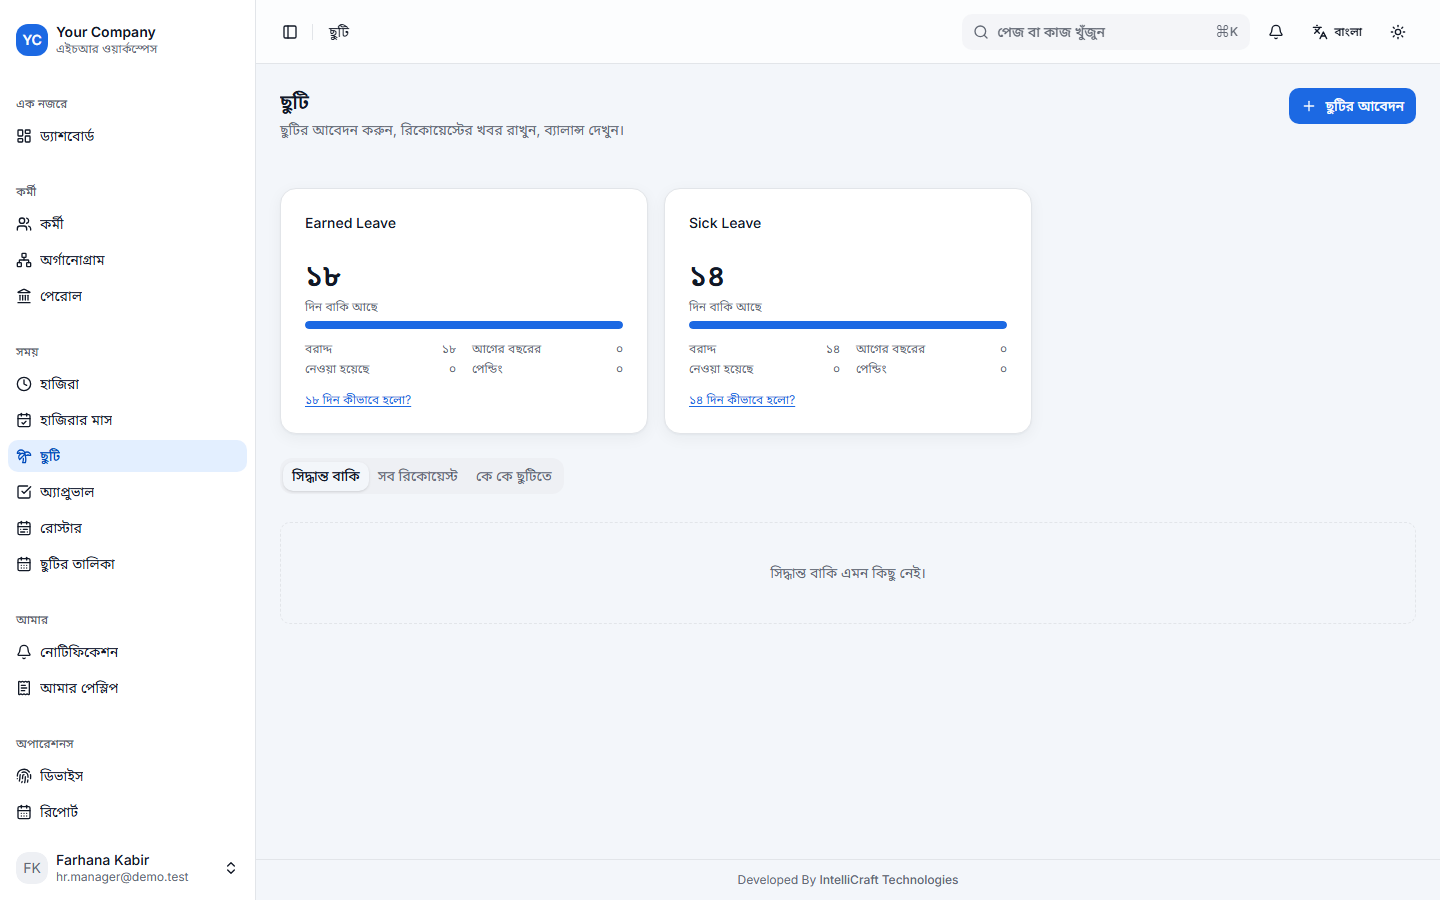 YC
Your Company
এইচআর ওয়ার্কস্পেস
এক নজরে
ড্যাশবোর্ড
কর্মী
কর্মী
অর্গানোগ্রাম
পেরোল
সময়
হাজিরা
হাজিরার মাস
ছুটি
অ্যাপ্রুভাল
রোস্টার
ছুটির তালিকা
আমার
নোটিফিকেশন
আমার পেস্লিপ
অপারেশনস
ডিভাইস
রিপোর্ট
FK
Farhana Kabir
hr.manager@demo.test
ছুটি
পেজ বা কাজ খুঁজুন ⌘K
বাংলা
ছুটি
ছুটির আবেদন করুন, রিকোয়েস্টের খবর রাখুন, ব্যালান্স দেখুন।
+ ছুটির আবেদন
Earned Leave
১৮
দিন বাকি আছে
বরাদ্দ ১৮ আগের বছরের ০
নেওয়া হয়েছে ০ পেন্ডিং ০
১৮ দিন কীভাবে হলো?
Sick Leave
১৪
দিন বাকি আছে
বরাদ্দ ১৪ আগের বছরের ০
নেওয়া হয়েছে ০ পেন্ডিং ০
১৪ দিন কীভাবে হলো?
সিদ্ধান্ত বাকি সব রিকোয়েস্ট কে কে ছুটিতে
সিদ্ধান্ত বাকি এমন কিছু নেই।
Developed By IntelliCraft Technologies